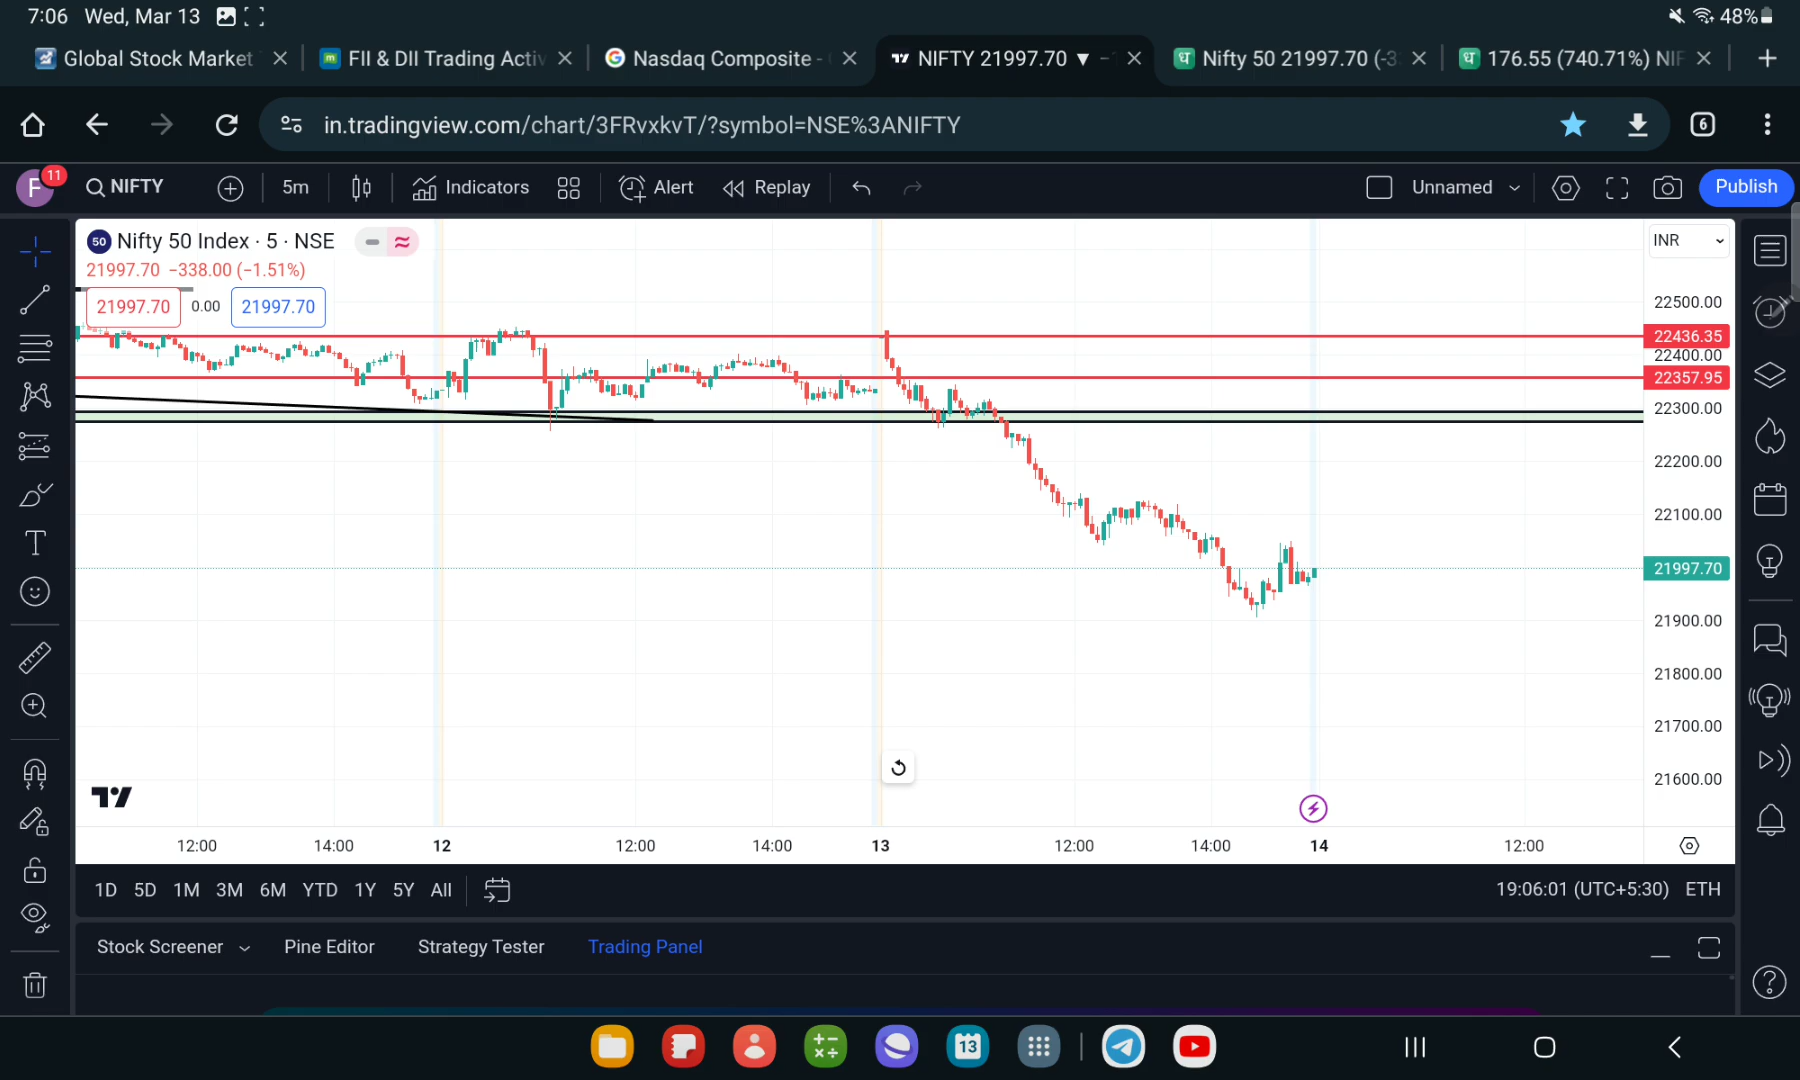 7:06 Wed, Mar 13
48%
Global Stock Market
FII & DII Trading Activ
Nasdaq Composite -
NIFTY 21997.70 ▼ −
Nifty 50 21997.70 (-3
176.55 (740.71%) NIF
in.tradingview.com/chart/3FRvxkvT/?symbol=NSE%3ANIFTY
6
F
11
NIFTY
5m
Indicators
Alert
Replay
Unnamed
Publish
50
Nifty 50 Index · 5 · NSE
21997.70 −338.00 (−1.51%)
21997.70
0.00
21997.70
INR
22500.00
22436.35
22400.00
22357.95
22300.00
22200.00
22100.00
21997.70
21900.00
21800.00
21700.00
21600.00
12:00
14:00
12
12:00
14:00
13
12:00
14:00
14
12:00
1D 5D 1M 3M 6M YTD 1Y 5Y All
19:06:01 (UTC+5:30) ETH
Stock Screener
Pine Editor
Strategy Tester
Trading Panel
13